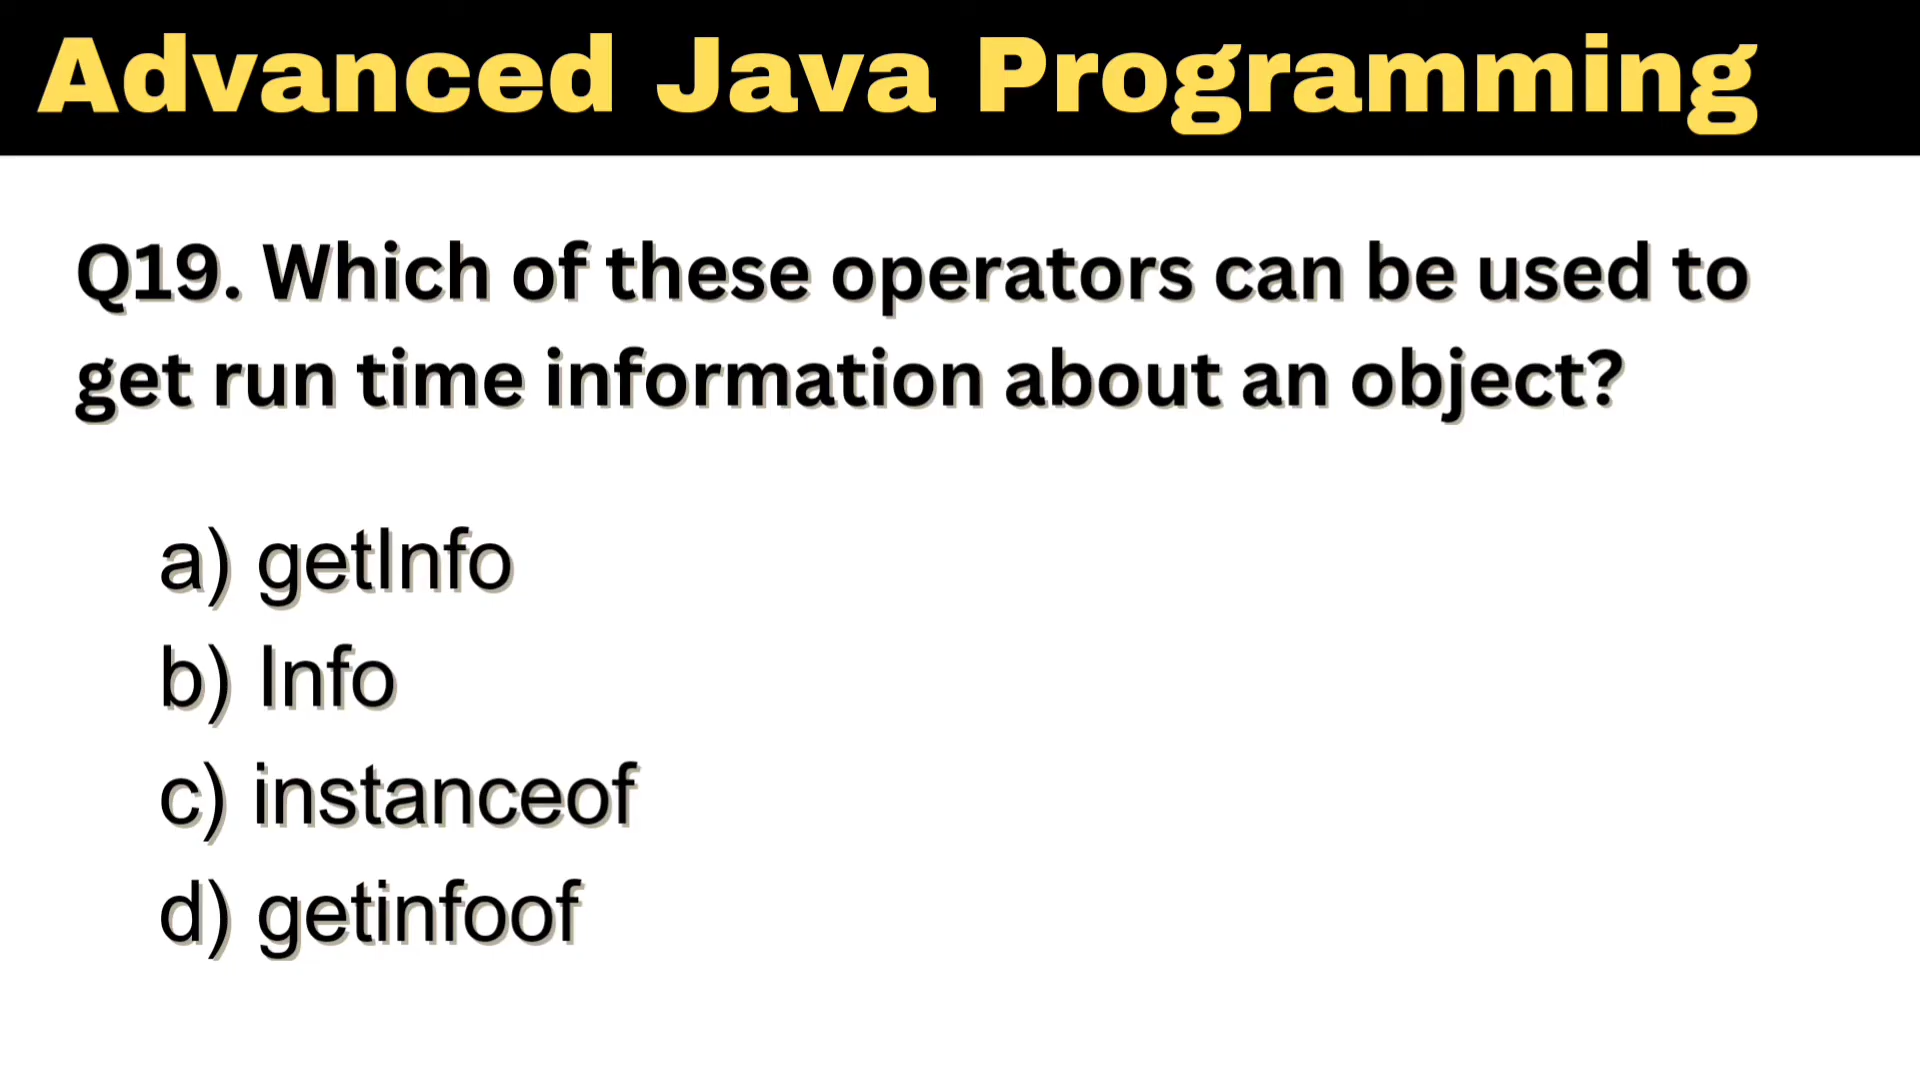 Advanced Java Programming
Q19. Which of these operators can be used to
get run time information about an object?
a) getInfo
b) Info
c) instanceof
d) getinfoof